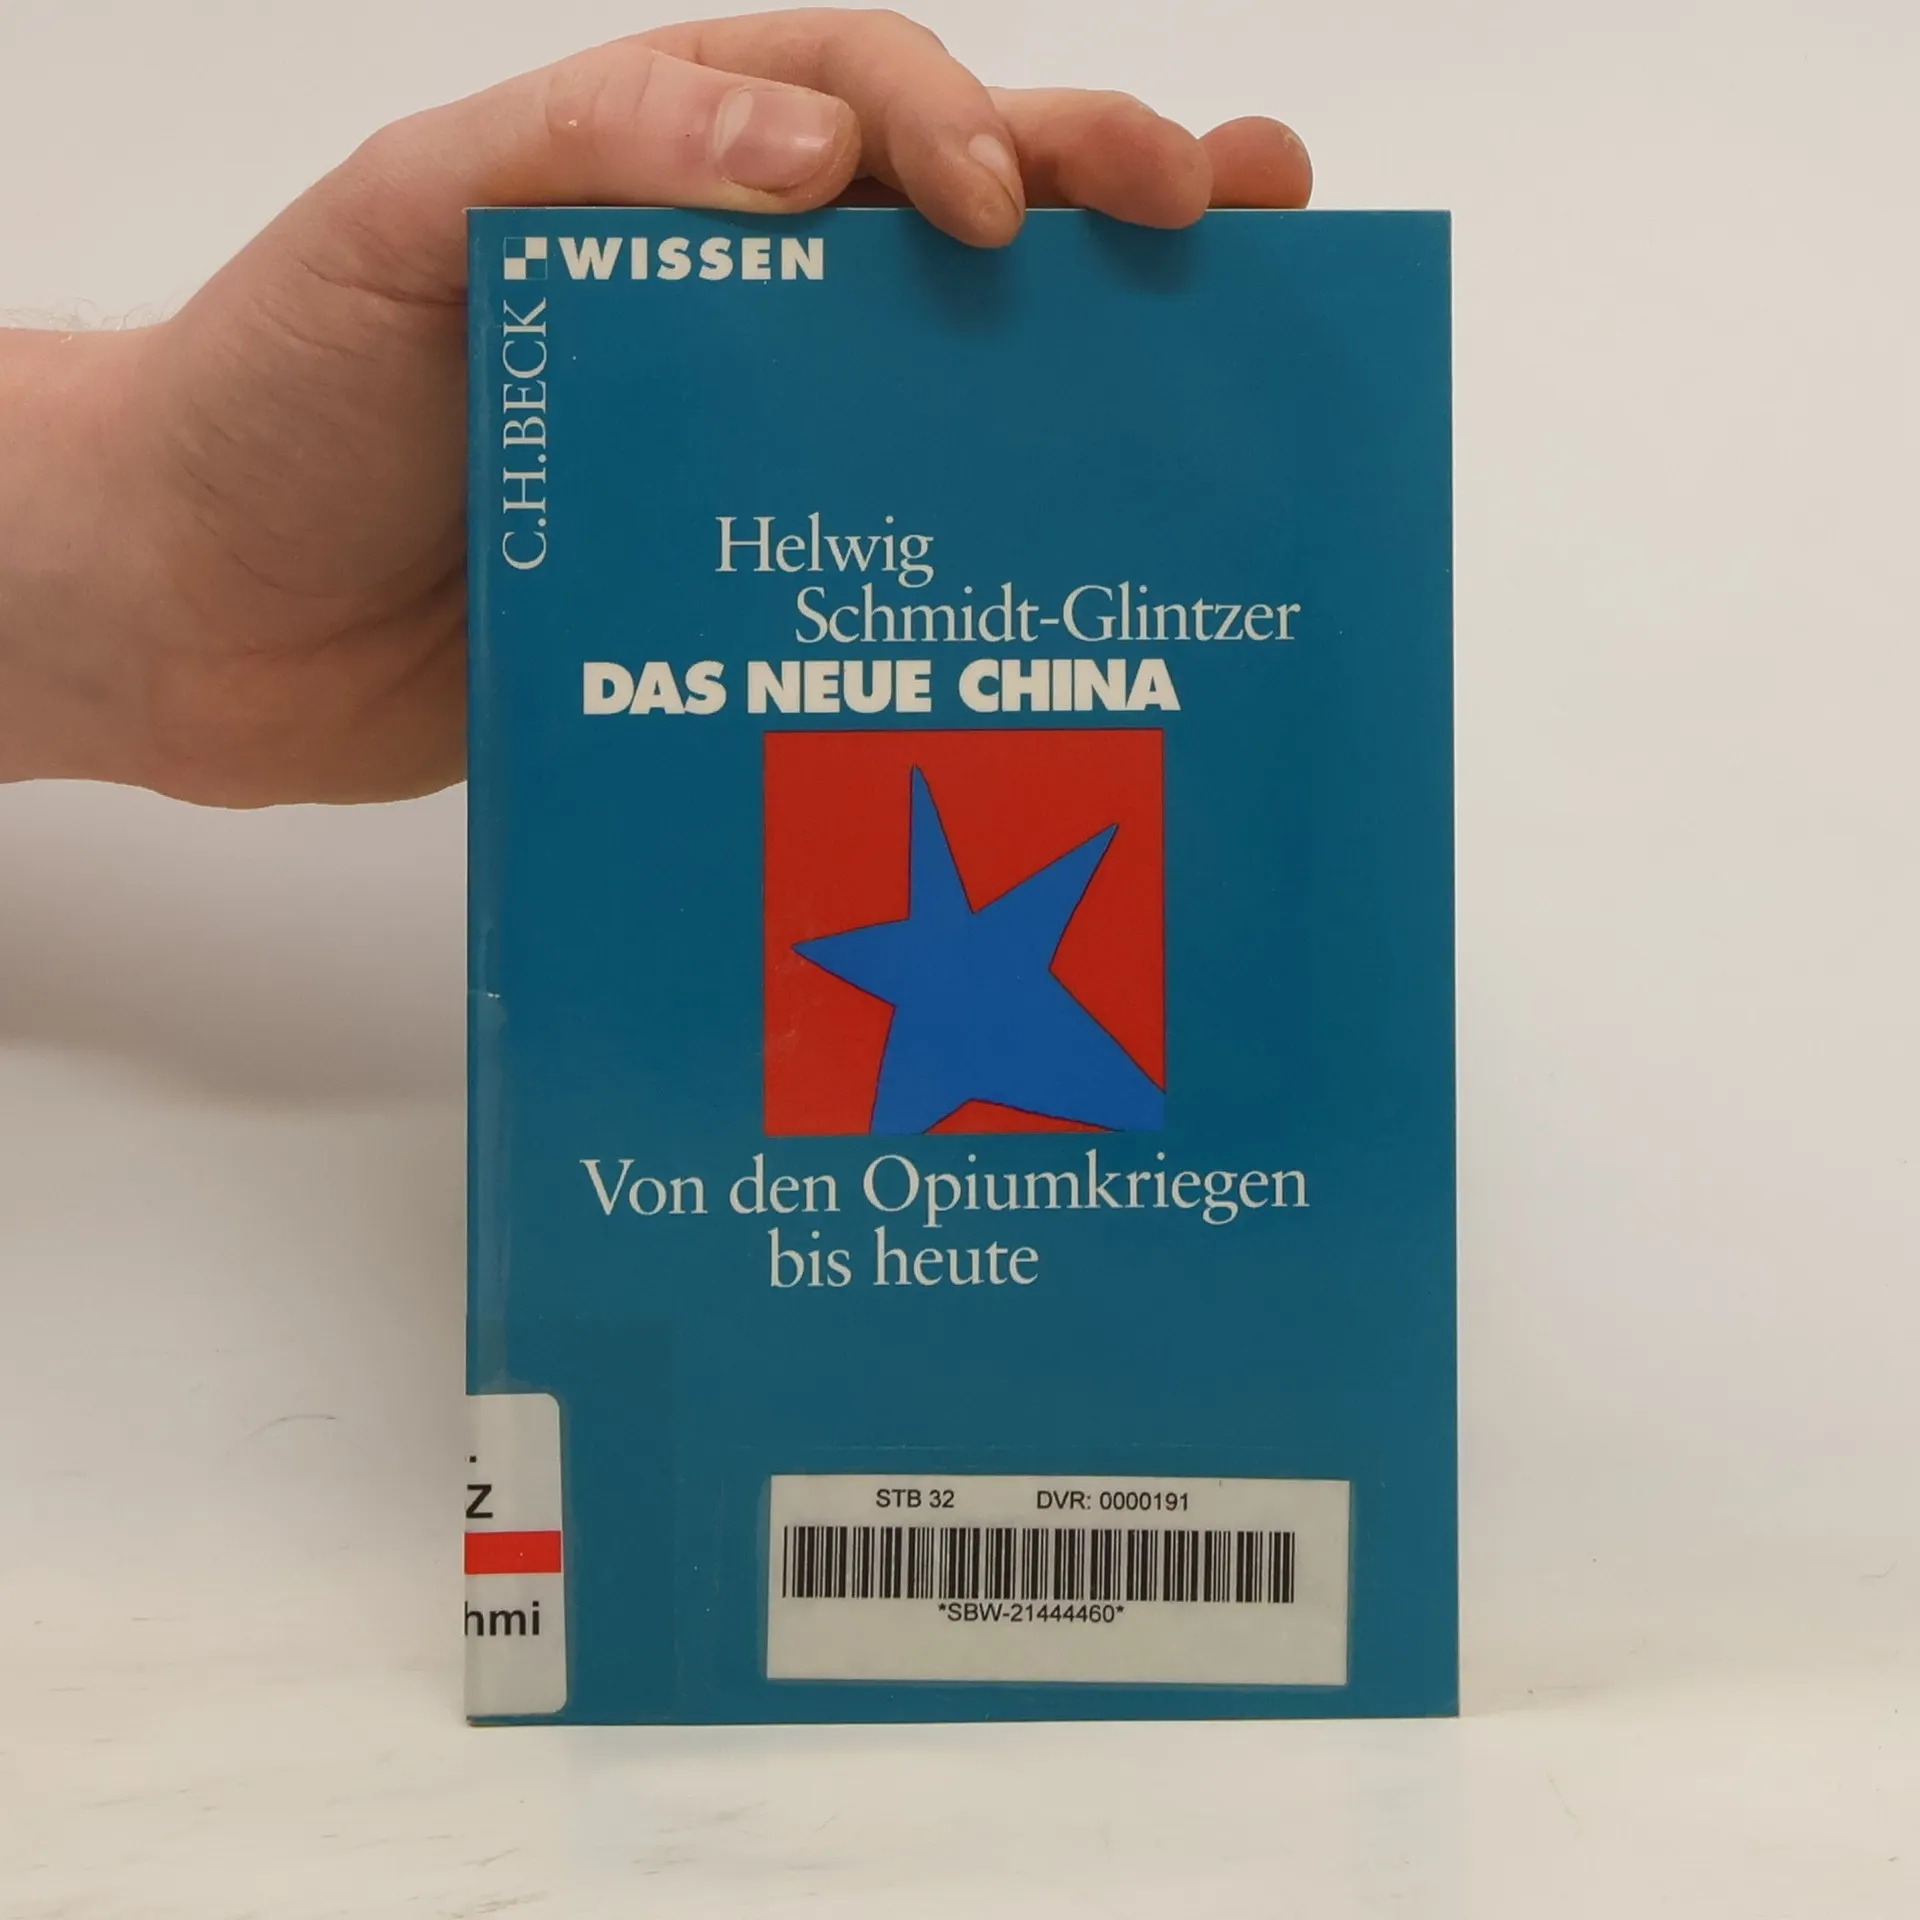 WISSEN
C.H.BECK
Helwig
Schmidt-Glintzer
DAS NEUE CHINA
Von den Opiumkriegen
bis heute
.
Z
hmi
STB 32 DVR: 0000191
*SBW-21444460*